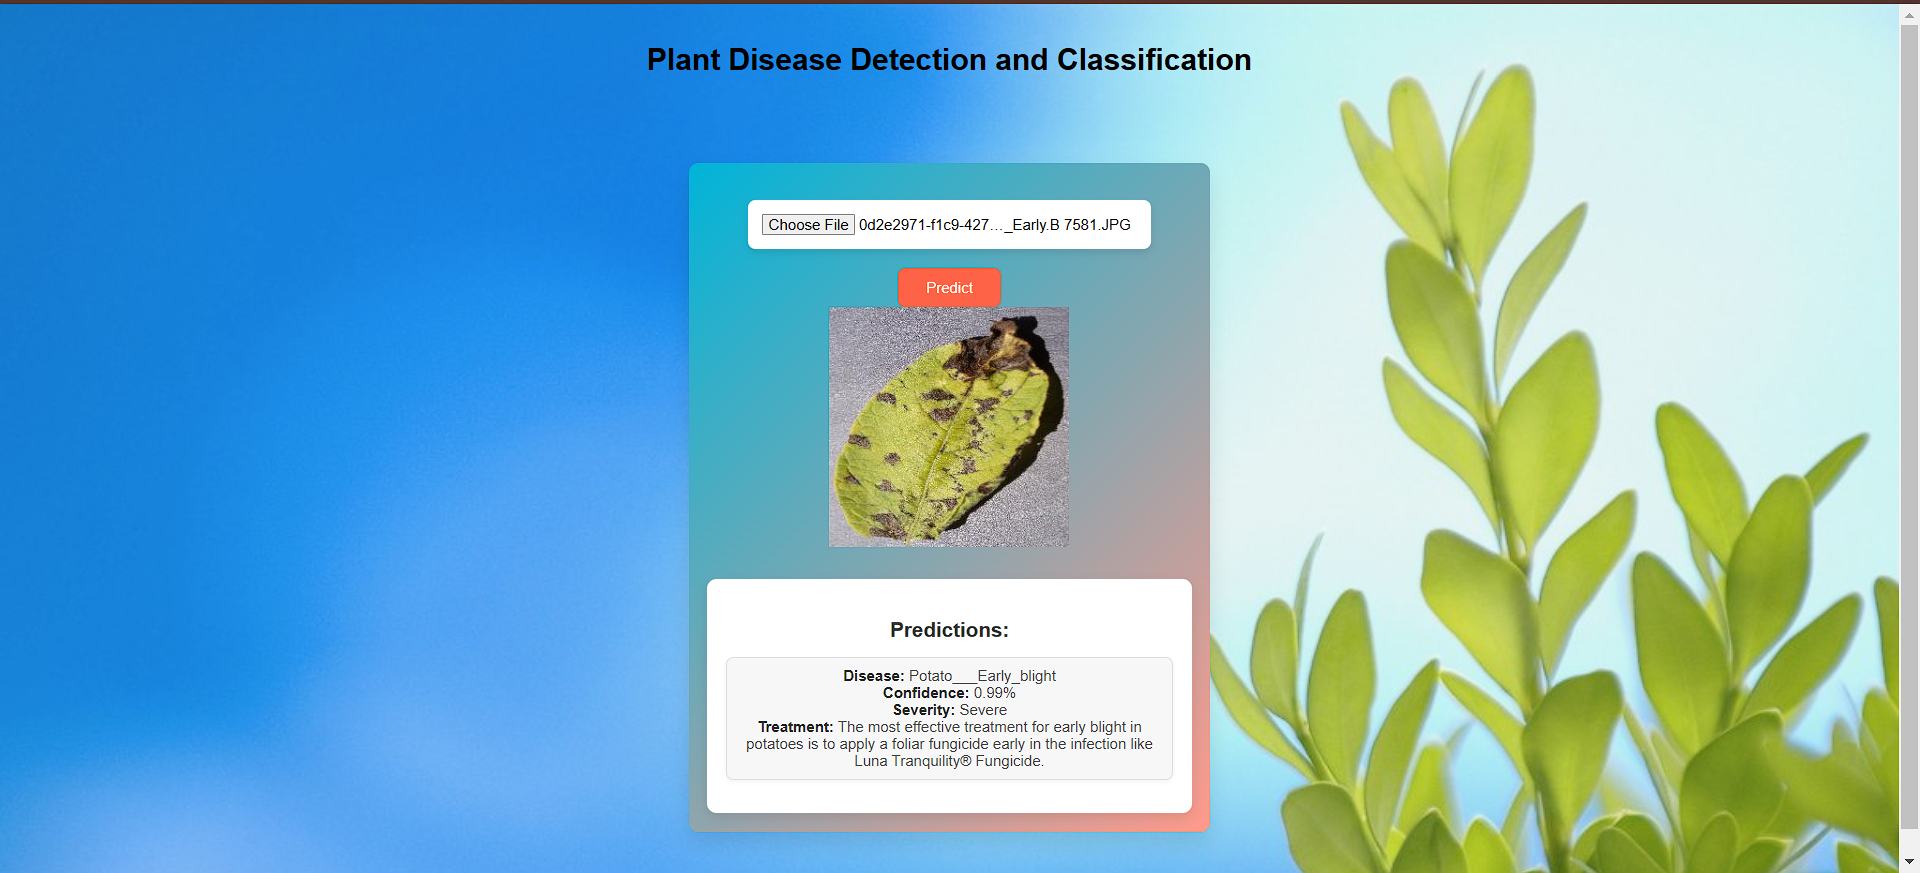 Plant Disease Detection and Classification
Choose File 0d2e2971-f1c9-427…_Early.B 7581.JPG
Predict
Predictions:
Disease: Potato___Early_blight
Confidence: 0.99%
Severity: Severe
Treatment: The most effective treatment for early blight in
potatoes is to apply a foliar fungicide early in the infection like
Luna Tranquility® Fungicide.